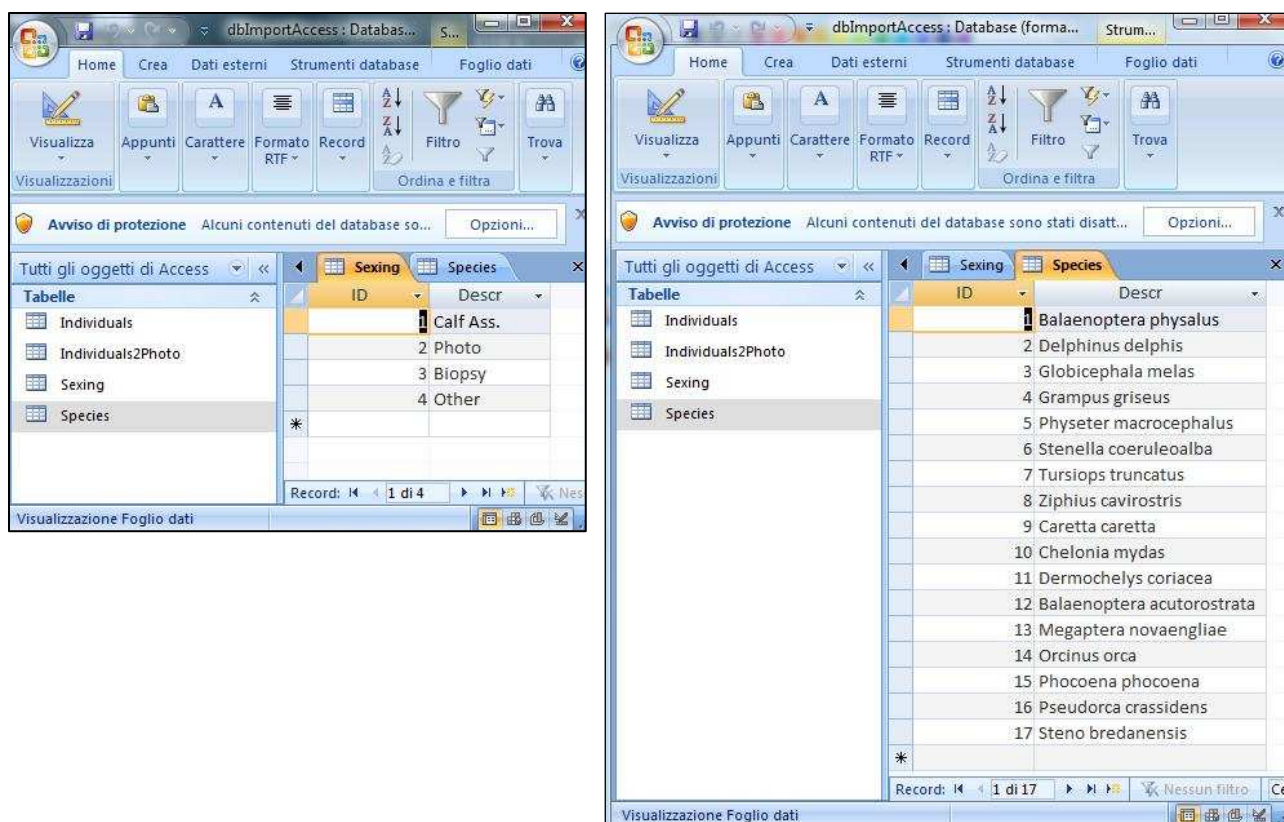 dbImportAccess : Databas... S...
Home Crea Dati esterni Strumenti database Foglio dati
Visualizza Appunti Carattere Formato RTF Record Filtro Trova
Visualizzazioni Ordina e filtra
Avviso di protezione Alcuni contenuti del database so... Opzioni...
Tutti gli oggetti di Access
Tabelle
Individuals
Individuals2Photo
Sexing
Species
Sexing Species
ID Descr
1 Calf Ass.
2 Photo
3 Biopsy
4 Other
Record: 1 di 4 Nes
Visualizzazione Foglio dati
dbImportAccess : Database (forma... Strum...
Home Crea Dati esterni Strumenti database Foglio dati
Visualizza Appunti Carattere Formato RTF Record Filtro Trova
Visualizzazioni Ordina e filtra
Avviso di protezione Alcuni contenuti del database sono stati disatt... Opzioni...
Tutti gli oggetti di Access
Tabelle
Individuals
Individuals2Photo
Sexing
Species
Sexing Species
ID Descr
1 Balaenoptera physalus
2 Delphinus delphis
3 Globicephala melas
4 Grampus griseus
5 Physeter macrocephalus
6 Stenella coeruleoalba
7 Tursiops truncatus
8 Ziphius cavirostris
9 Caretta caretta
10 Chelonia mydas
11 Dermochelys coriacea
12 Balaenoptera acutorostrata
13 Megaptera novaengliae
14 Orcinus orca
15 Phocoena phocoena
16 Pseudorca crassidens
17 Steno bredanensis
Record: 1 di 17 Nessun filtro Ce
Visualizzazione Foglio dati